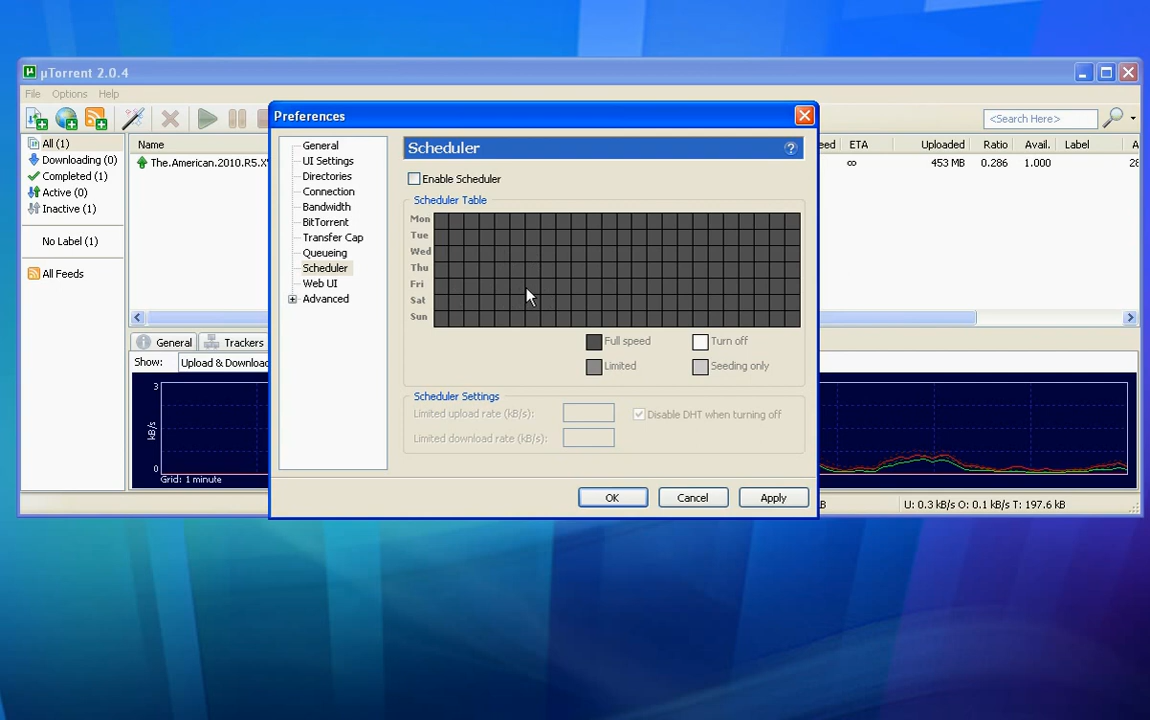 µTorrent 2.0.4
File Options Help
<Search Here>
Preferences
All (1)
Downloading (0)
Completed (1)
Active (0)
Inactive (1)
No Label (1)
All Feeds
Name
The.American.2010.R5.X
eed ETA Uploaded Ratio Avail. Label A
∞ 453 MB 0.286 1.000 28
General
UI Settings
Directories
Connection
Bandwidth
BitTorrent
Transfer Cap
Queueing
Scheduler
Web UI
Advanced
Scheduler
?
Enable Scheduler
Scheduler Table
Mon
Tue
Wed
Thu
Fri
Sat
Sun
Full speed
Turn off
Limited
Seeding only
Scheduler Settings
Limited upload rate (kB/s):
Disable DHT when turning off
Limited download rate (kB/s):
OK Cancel Apply
General Trackers
Show: Upload & Downloa
3
kB/s
0
Grid: 1 minute
B
U: 0.3 kB/s O: 0.1 kB/s T: 197.6 kB